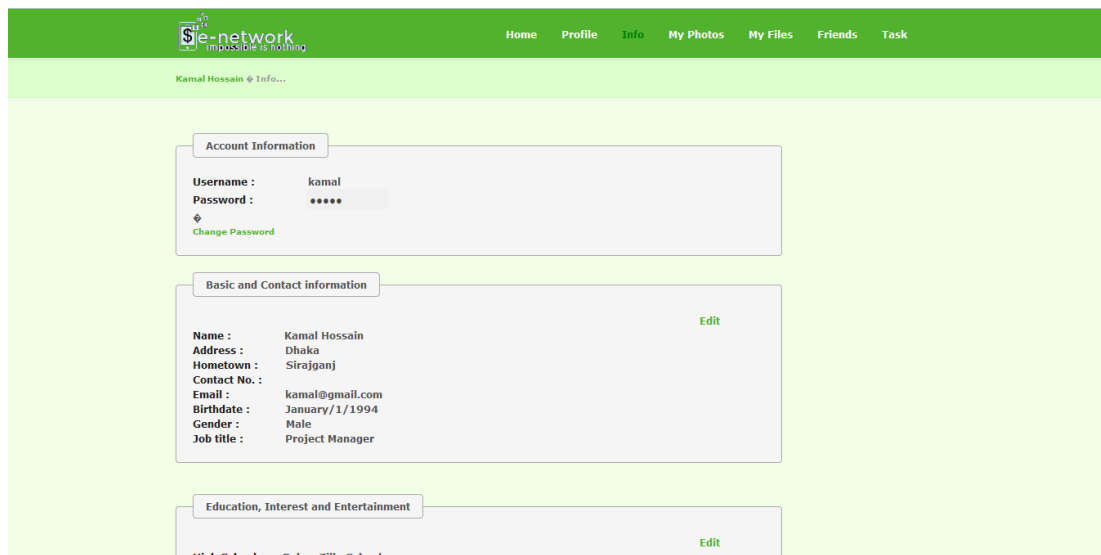 $e-network
impossible is nothing
Home Profile Info My Photos My Files Friends Task
Kamal Hossain � Info...
Account Information
Username : kamal
Password : •••••
�
Change Password
Basic and Contact information
Edit
Name : Kamal Hossain
Address : Dhaka
Hometown : Sirajganj
Contact No. :
Email : kamal@gmail.com
Birthdate : January/1/1994
Gender : Male
Job title : Project Manager
Education, Interest and Entertainment
Edit